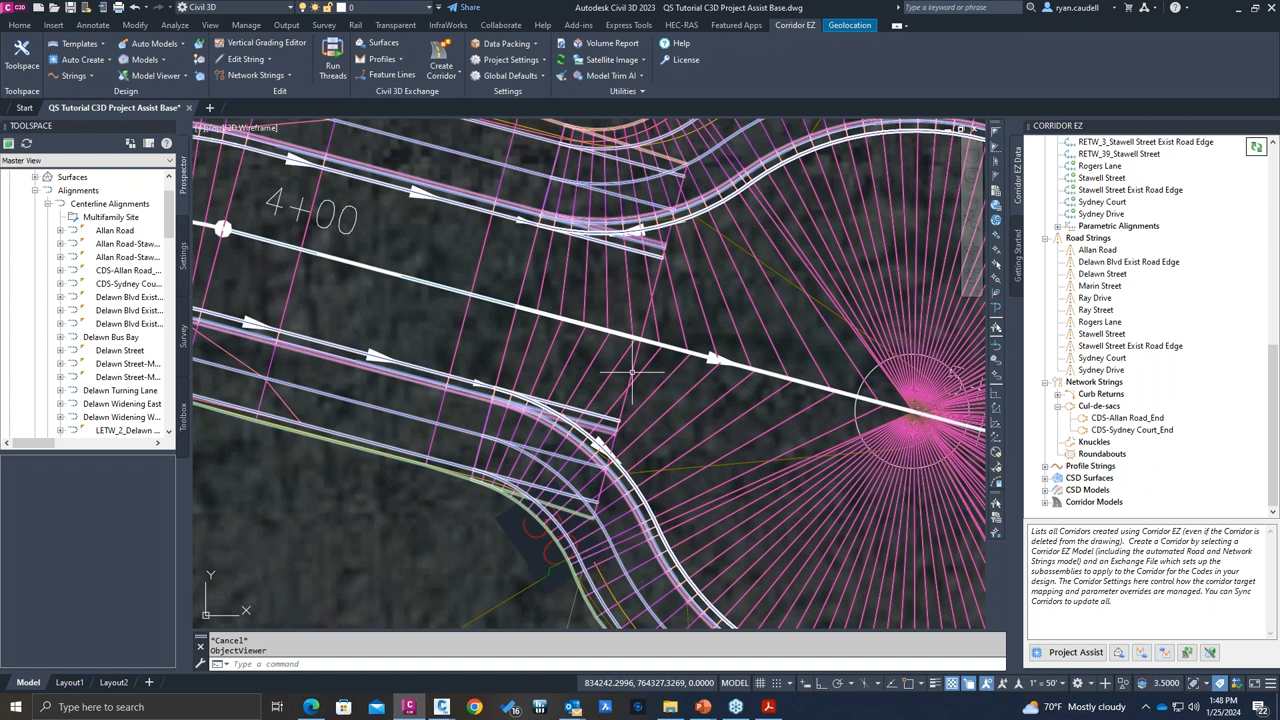 Civil 3D
0
Share
Autodesk Civil 3D 2023
QS Tutorial C3D Project Assist Base.dwg
Type a keyword or phrase
ryan.caudell
Home Insert Annotate Modify Analyze View Manage Output Survey Rail Transparent InfraWorks Collaborate Help Add-ins Express Tools HEC-RAS Featured Apps Corridor EZ Geolocation
Toolspace
Templates
Auto Create
Strings
Auto Models
Models
Model Viewer
Vertical Grading Editor
Edit String
Network Strings
Run Threads
Surfaces
Profiles
Feature Lines
Create Corridor
Data Packing
Project Settings
Global Defaults
Volume Report
Satellite Image
Model Trim AI
Help
License
Toolspace Design Edit Civil 3D Exchange Settings Utilities
Start QS Tutorial C3D Project Assist Base*
TOOLSPACE
Master View
Surfaces
Alignments
Centerline Alignments
Multifamily Site
Allan Road
Allan Road-Staw...
CDS-Allan Road_...
CDS-Sydney Cou...
Delawn Blvd Exist...
Delawn Blvd Exist...
Delawn Blvd Exist...
Delawn Bus Bay
Delawn Street
Delawn Street-M...
Delawn Street-M...
Delawn Turning Lane
Delawn Widening East
Delawn Widening W...
LETW_2_Delawn ...
Prospector
Settings
Survey
Toolbox
2D Wireframe]
4+00
Y
X
*Cancel*
ObjectViewer
Type a command
CORRIDOR EZ
Corridor EZ Data
Getting Started
RETW_3_Stawell Street Exist Road Edge
RETW_39_Stawell Street
Rogers Lane
Stawell Street
Stawell Street Exist Road Edge
Sydney Court
Sydney Drive
Parametric Alignments
Road Strings
Allan Road
Delawn Blvd Exist Road Edge
Delawn Street
Marin Street
Ray Drive
Ray Street
Rogers Lane
Stawell Street
Stawell Street Exist Road Edge
Sydney Court
Sydney Drive
Network Strings
Curb Returns
Cul-de-sacs
CDS-Allan Road_End
CDS-Sydney Court_End
Knuckles
Roundabouts
Profile Strings
CSD Surfaces
CSD Models
Corridor Models
Lists all Corridors created using Corridor EZ (even if the Corridor is
deleted from the drawing). Create a Corridor by selecting a
Corridor EZ Model (including the automated Road and Network
Strings model) and an Exchange File which sets up the
subassemblies to apply to the Corridor for the Codes in your
design. The Corridor Settings here control how the corridor target
mapping and parameter overrides are managed. You can Sync
Corridors to update all.
Project Assist
Model Layout1 Layout2
834242.2996, 764327.3269, 0.0000 MODEL
1" = 50'
3.5000
Type here to search
70°F Mostly cloudy
1:48 PM
1/25/2024